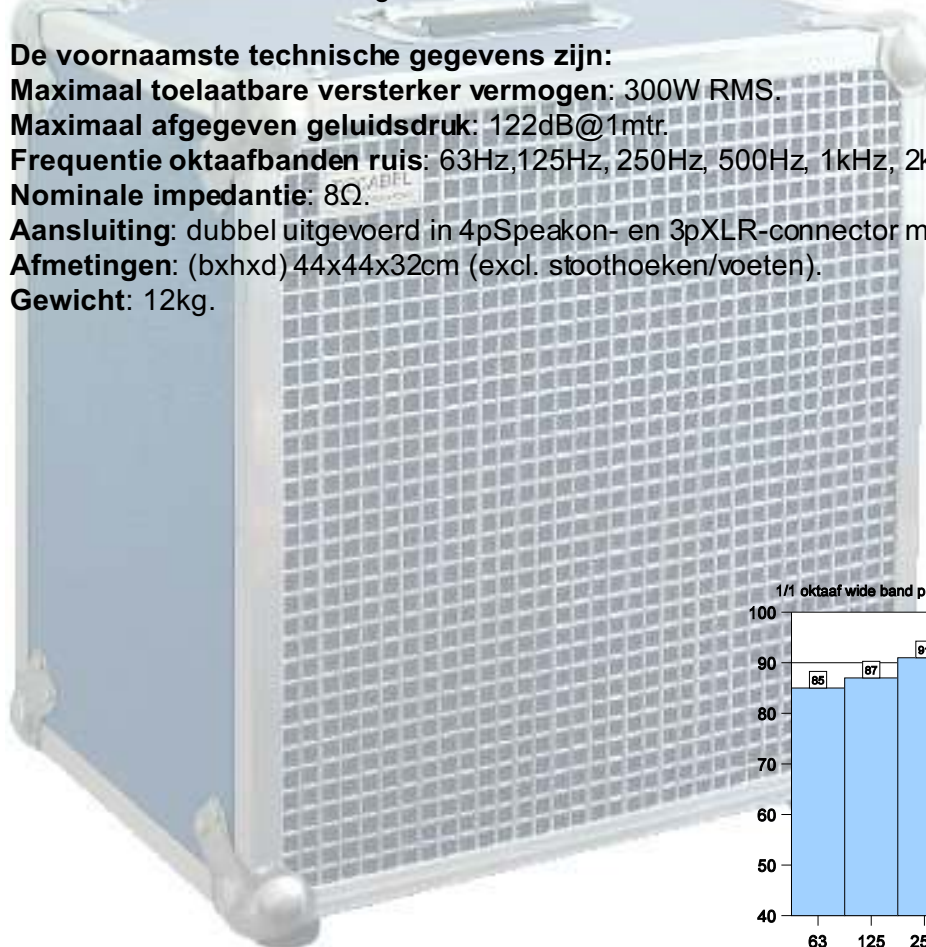 De voornaamste technische gegevens zijn:
Maximaal toelaatbare versterker vermogen: 300W RMS.
Maximaal afgegeven geluidsdruk: 122dB@1mtr.
Frequentie oktaafbanden ruis: 63Hz,125Hz, 250Hz, 500Hz, 1kHz, 2k
Nominale impedantie: 8Ω.
Aansluiting: dubbel uitgevoerd in 4pSpeakon- en 3pXLR-connector m
Afmetingen: (bxhxd) 44x44x32cm (excl. stoothoeken/voeten).
Gewicht: 12kg.
1/1 oktaaf wide band p
100
90
80
70
60
50
40
85
87
91
63
125
25